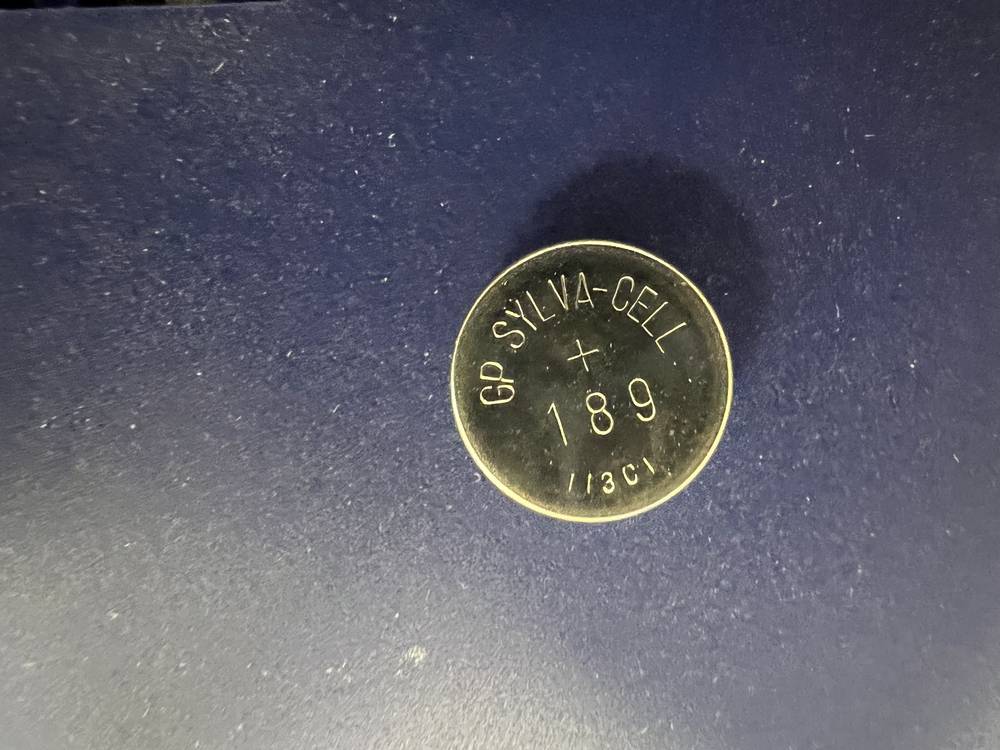 GP SYLVA-CELL
+
189
113C1